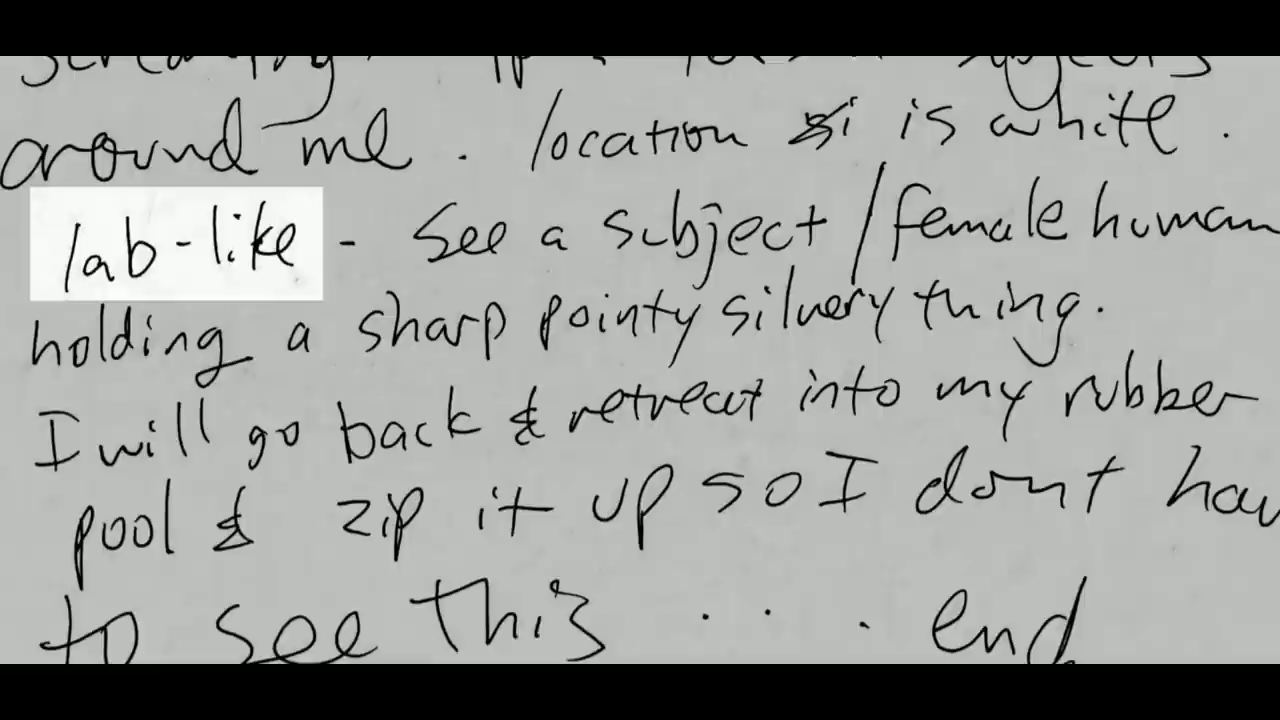 around me . location is white .
lab-like - see a subject / female human
holding a sharp pointy silvery thing.
I will go back & retreat into my rubber
pool & zip it up so I dont hav
to see this . . . end